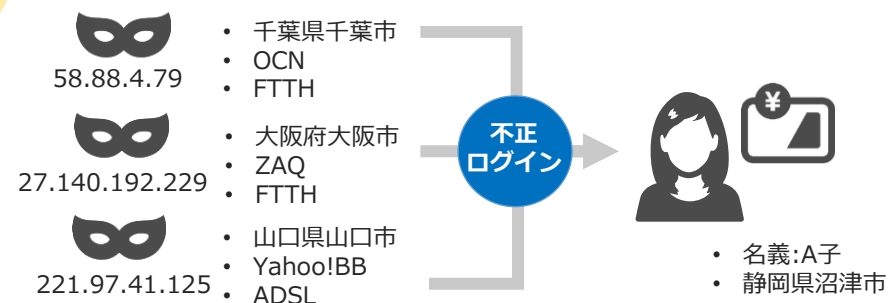 58.88.4.79
• 千葉県千葉市
• OCN
• FTTH
27.140.192.229
• 大阪府大阪市
• ZAQ
• FTTH
221.97.41.125
• 山口県山口市
• Yahoo!BB
• ADSL
不正
ログイン
¥
• 名義:A子
• 静岡県沼津市